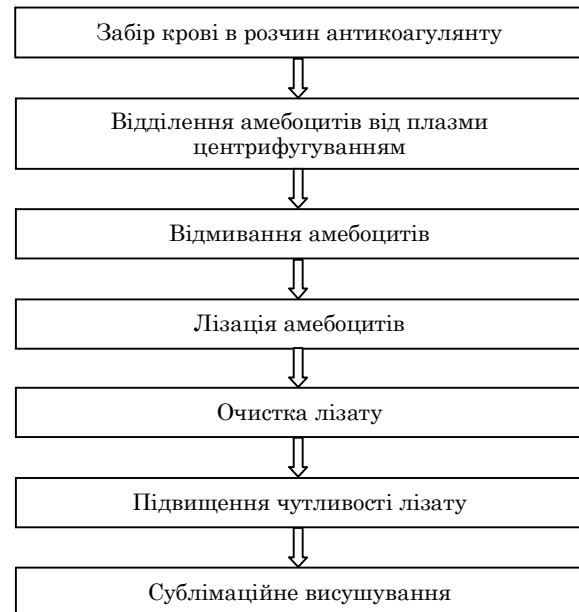 Забір крові в розчин антикоагулянту
Відділення амебоцитів від плазми
центрифугуванням
Відмивання амебоцитів
Лізація амебоцитів
Очистка лізату
Підвищення чутливості лізату
Сублімаційне висушування